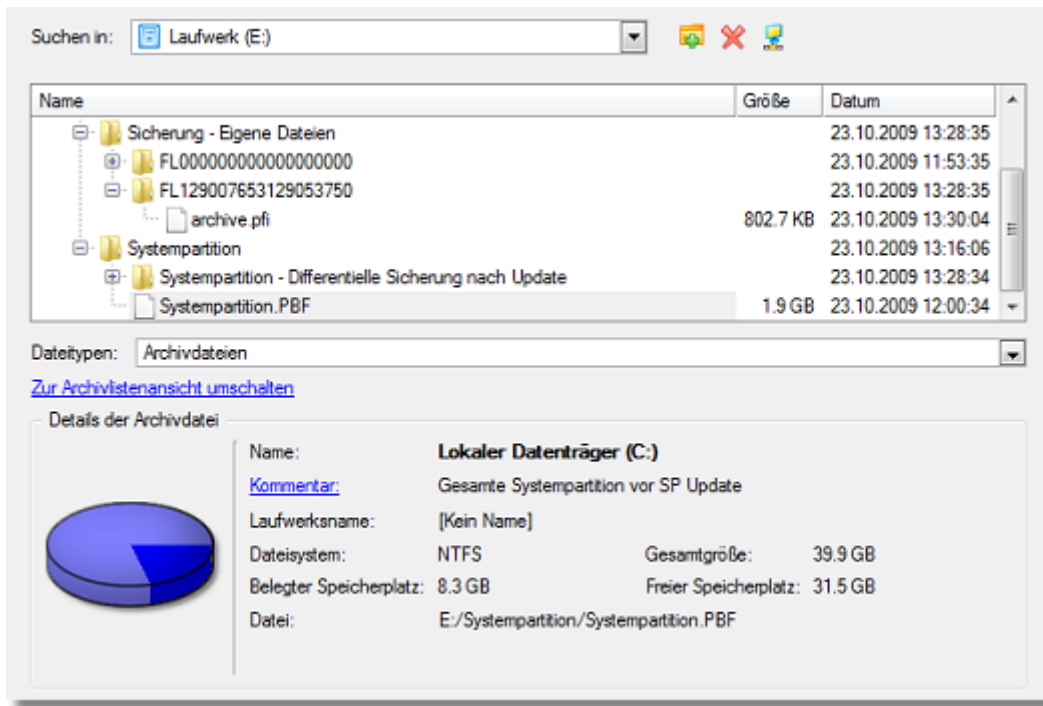 Suchen in: Laufwerk (E:)
Name Größe Datum
Sicherung - Eigene Dateien 23.10.2009 13:28:35
FL000000000000000000 23.10.2009 11:53:35
FL129007653129053750 23.10.2009 13:28:35
archive.pfi 802.7 KB 23.10.2009 13:30:04
Systempartition 23.10.2009 13:16:06
Systempartition - Differentielle Sicherung nach Update 23.10.2009 13:28:34
Systempartition.PBF 1.9 GB 23.10.2009 12:00:34
Dateitypen: Archivdateien
Zur Archivlistenansicht umschalten
Details der Archivdatei
Name: Lokaler Datenträger (C:)
Kommentar: Gesamte Systempartition vor SP Update
Laufwerksname: [Kein Name]
Dateisystem: NTFS Gesamtgröße: 39.9 GB
Belegter Speicherplatz: 8.3 GB Freier Speicherplatz: 31.5 GB
Datei: E:/Systempartition/Systempartition.PBF